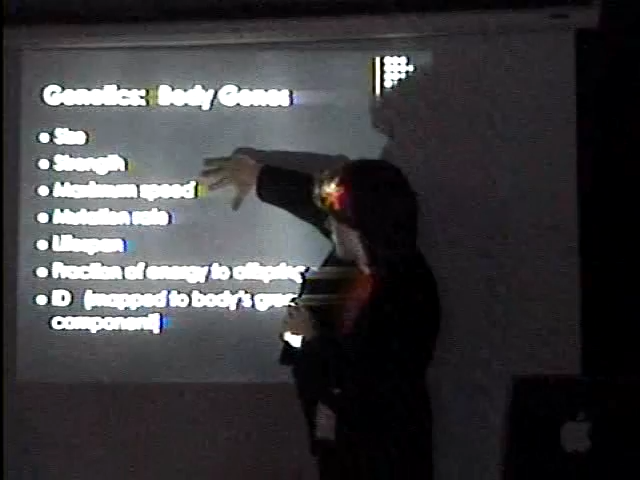 Genetics: Body Genes
• Size
• Strength
• Maximum speed
• Mutation rate
• Lifespan
• Fraction of energy to offspring
• ID (mapped to body's green
component)